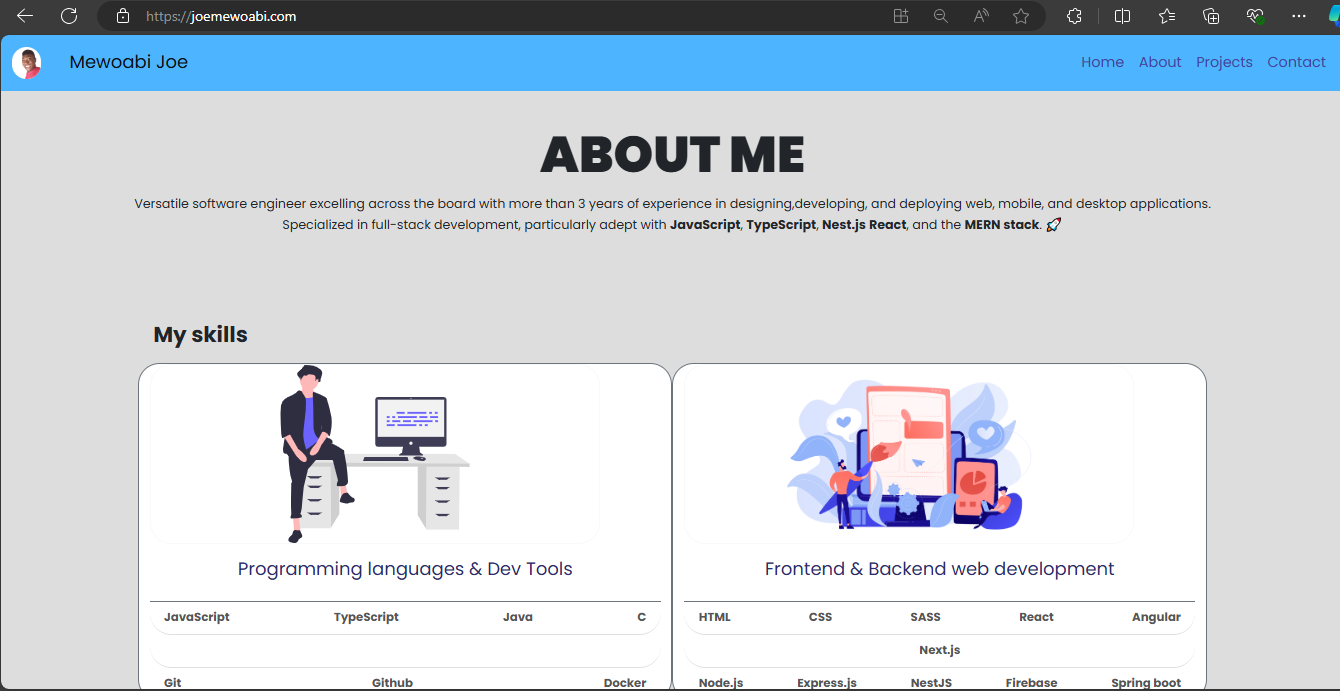 https://joemewoabi.com
Mewoabi Joe
Home About Projects Contact
ABOUT ME
Versatile software engineer excelling across the board with more than 3 years of experience in designing,developing, and deploying web, mobile, and desktop applications.
Specialized in full-stack development, particularly adept with JavaScript, TypeScript, Nest.js React, and the MERN stack. 🚀
My skills
Programming languages & Dev Tools
JavaScript TypeScript Java C
Git Github Docker
Frontend & Backend web development
HTML CSS SASS React Angular
Next.js
Node.js Express.js NestJS Firebase Spring boot